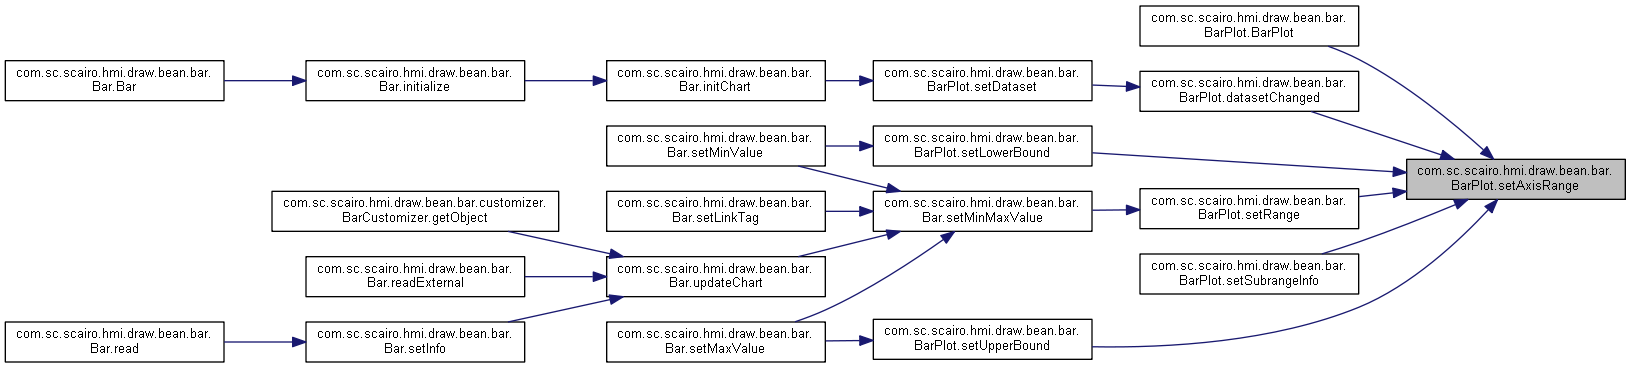 com.sc.scairo.hmi.draw.bean.bar.
Bar.Bar
com.sc.scairo.hmi.draw.bean.bar.
Bar.read
com.sc.scairo.hmi.draw.bean.bar.
Bar.initialize
com.sc.scairo.hmi.draw.bean.bar.customizer.
BarCustomizer.getObject
com.sc.scairo.hmi.draw.bean.bar.
Bar.readExternal
com.sc.scairo.hmi.draw.bean.bar.
Bar.setInfo
com.sc.scairo.hmi.draw.bean.bar.
Bar.initChart
com.sc.scairo.hmi.draw.bean.bar.
Bar.setMinValue
com.sc.scairo.hmi.draw.bean.bar.
Bar.setLinkTag
com.sc.scairo.hmi.draw.bean.bar.
Bar.updateChart
com.sc.scairo.hmi.draw.bean.bar.
Bar.setMaxValue
com.sc.scairo.hmi.draw.bean.bar.
BarPlot.setDataset
com.sc.scairo.hmi.draw.bean.bar.
BarPlot.setLowerBound
com.sc.scairo.hmi.draw.bean.bar.
Bar.setMinMaxValue
com.sc.scairo.hmi.draw.bean.bar.
BarPlot.setUpperBound
com.sc.scairo.hmi.draw.bean.bar.
BarPlot.BarPlot
com.sc.scairo.hmi.draw.bean.bar.
BarPlot.datasetChanged
com.sc.scairo.hmi.draw.bean.bar.
BarPlot.setRange
com.sc.scairo.hmi.draw.bean.bar.
BarPlot.setSubrangeInfo
com.sc.scairo.hmi.draw.bean.bar.
BarPlot.setAxisRange